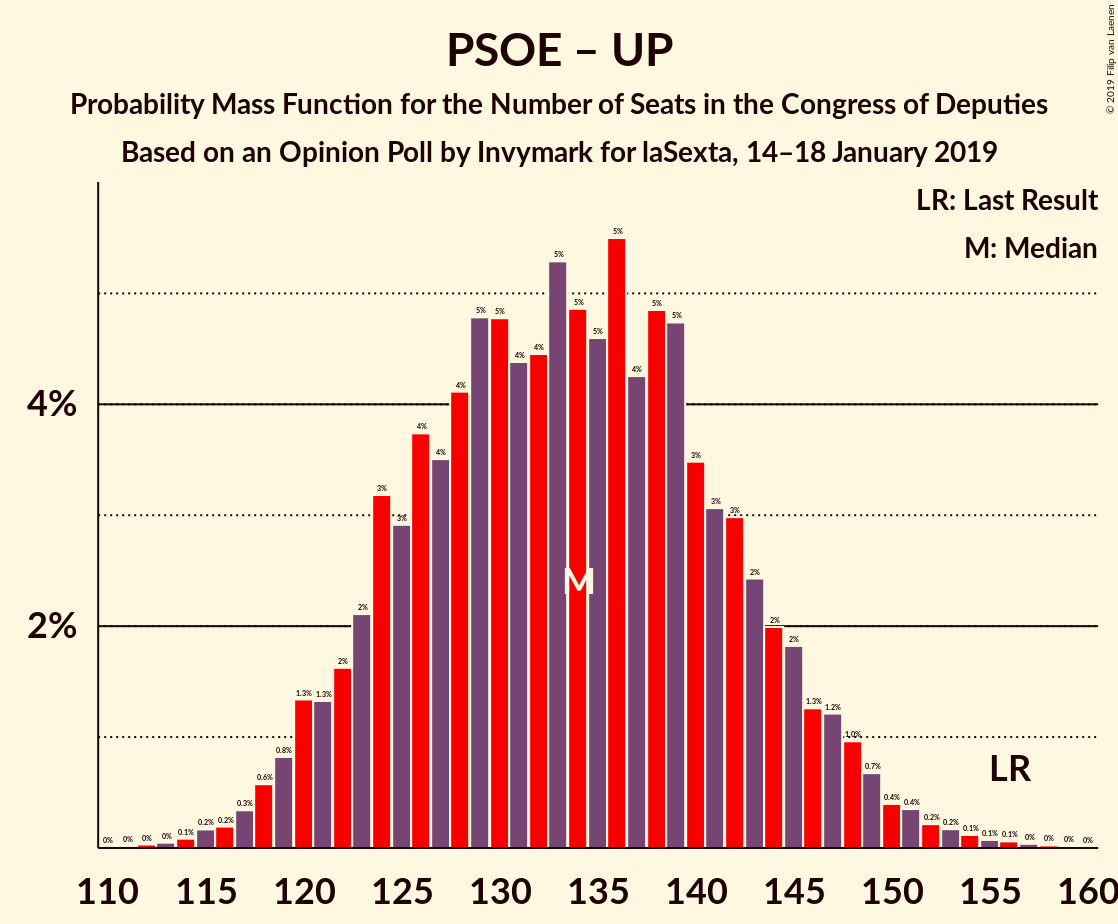 PSOE – UP
Probability Mass Function for the Number of Seats in the Congress of Deputies
Based on an Opinion Poll by Invymark for laSexta, 14–18 January 2019
© 2019 Filip van Laenen
LR: Last Result
M: Median
4%
2%
0% 0% 0% 0% 0.1% 0.2% 0.2% 0.3% 0.6% 0.8% 1.3% 1.3% 2% 2% 3% 3% 4% 4% 4% 5% 5% 4% 4% 5% 5% 5% 5% 4% 5% 5% 3% 3% 3% 2% 2% 2% 1.3% 1.2% 1.0% 0.7% 0.4% 0.4% 0.2% 0.2% 0.1% 0.1% 0.1% 0% 0% 0% 0%
M
LR
110 115 120 125 130 135 140 145 150 155 160